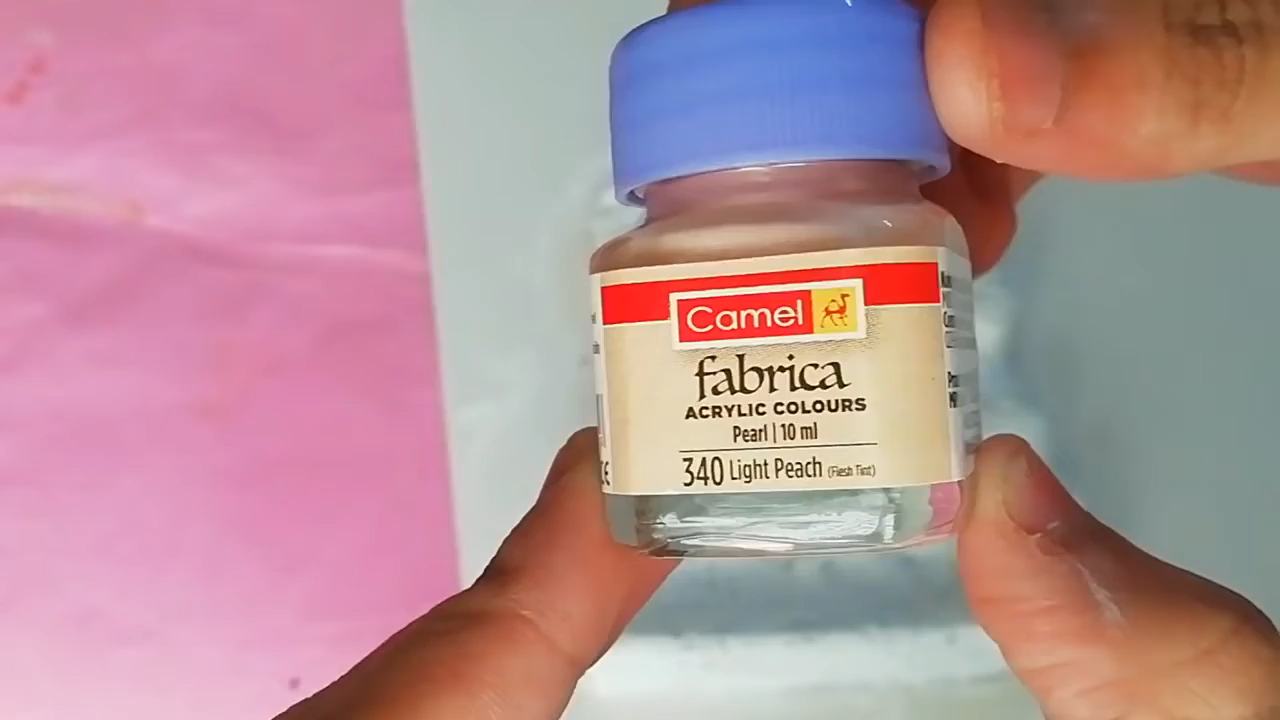 Camel
fabrica
ACRYLIC COLOURS
Pearl | 10 ml
340 Light Peach (Flesh Tint)